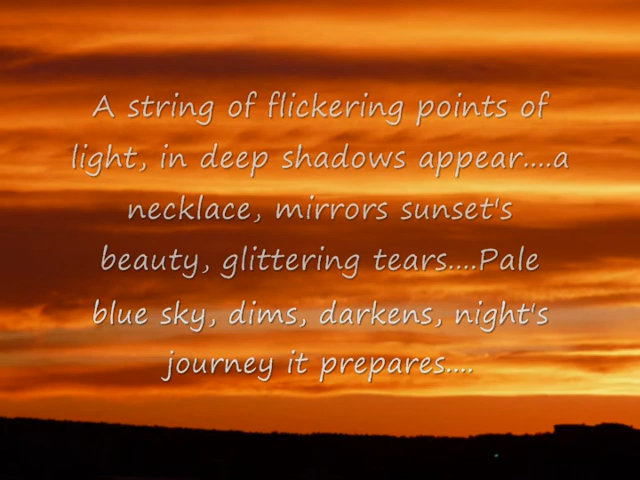 A string of flickering points of
light, in deep shadows appear....a
necklace, mirrors sunset's
beauty, glittering tears....Pale
blue sky, dims, darkens, night's
journey it prepares....